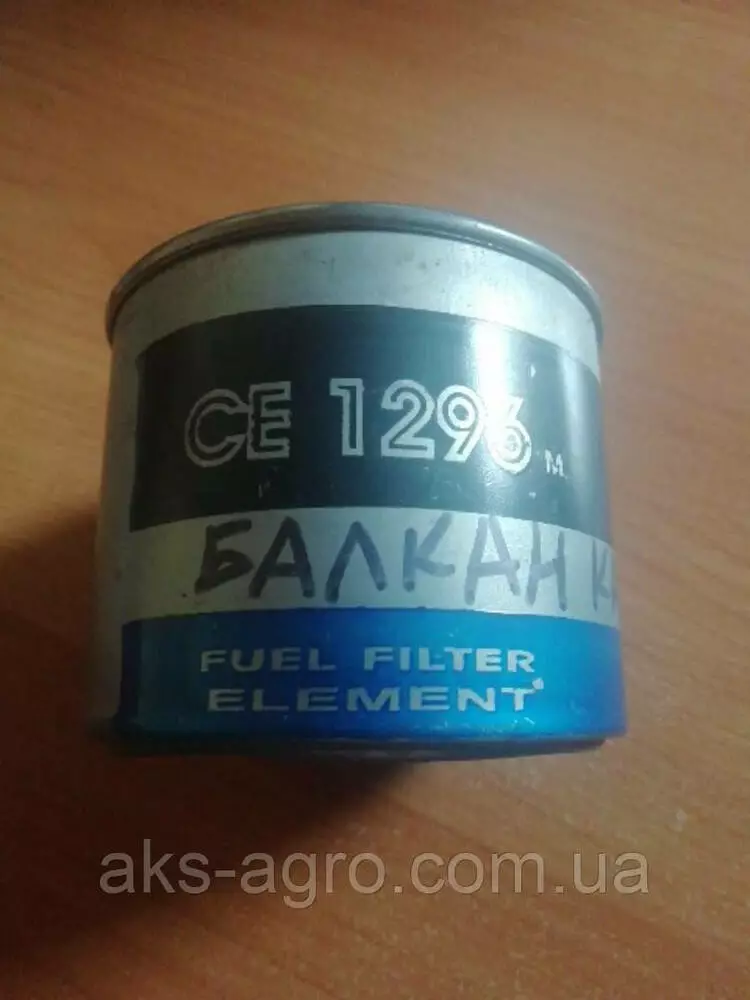 CE 1296 M
БАЛКАН
FUEL FILTER
ELEMENT
aks-agro.com.ua